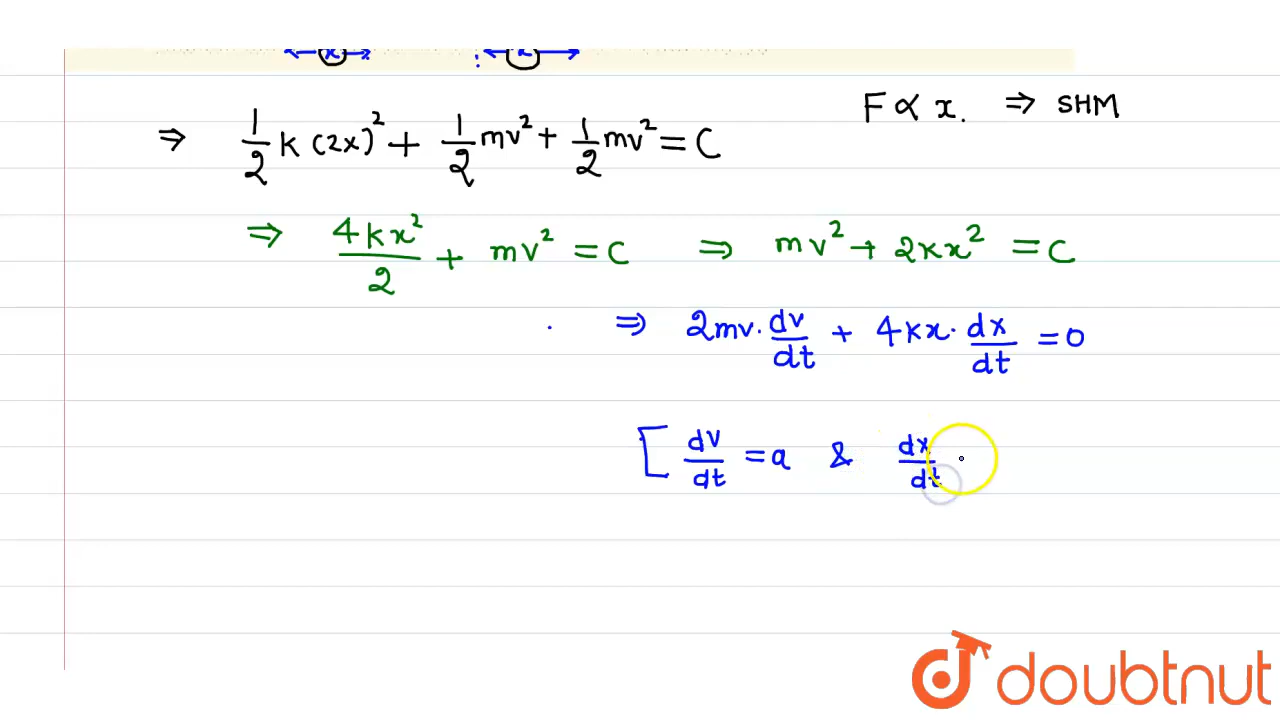 x x
F ∝ x. ⇒ SHM
⇒ 1/2 k (2x)² + 1/2 mv² + 1/2 mv² = C
⇒ 4kx²/2 + mv² = C ⇒ mv² + 2kx² = C
⇒ 2mv. dv/dt + 4kx. dx/dt = 0
[ dv/dt = a & dx/dt
doubtnut